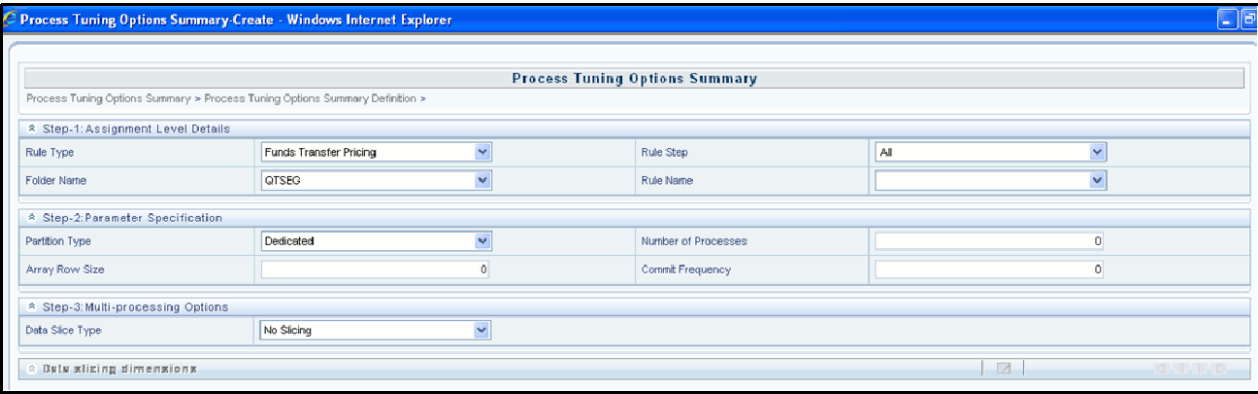 Process Tuning Options Summary-Create - Windows Internet Explorer
Process Tuning Options Summary
Process Tuning Options Summary > Process Tuning Options Summary Definition >
Step-1:Assignment Level Details
Rule Type Funds Transfer Pricing Rule Step All
Folder Name QTSEG Rule Name
Step-2:Parameter Specification
Partition Type Dedicated Number of Processes 0
Array Row Size 0 Commit Frequency 0
Step-3:Multi-processing Options
Data Slice Type No Slicing
Data slicing dimensions